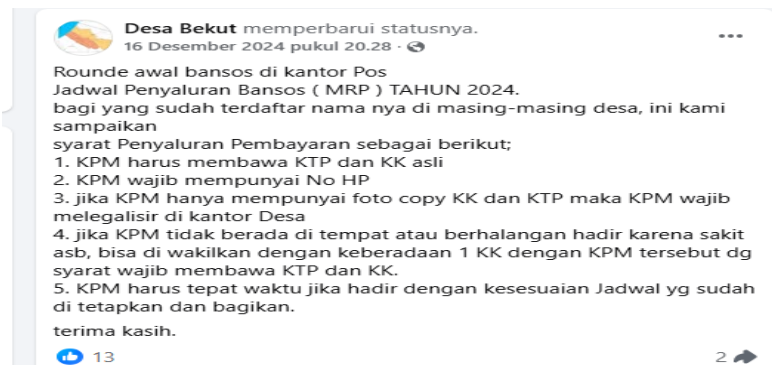 Desa Bekut memperbarui statusnya.
16 Desember 2024 pukul 20.28 ·
Rounde awal bansos di kantor Pos
Jadwal Penyaluran Bansos ( MRP ) TAHUN 2024.
bagi yang sudah terdaftar nama nya di masing-masing desa, ini kami
sampaikan
syarat Penyaluran Pembayaran sebagai berikut;
1. KPM harus membawa KTP dan KK asli
2. KPM wajib mempunyai No HP
3. jika KPM hanya mempunyai foto copy KK dan KTP maka KPM wajib
melegalisir di kantor Desa
4. jika KPM tidak berada di tempat atau berhalangan hadir karena sakit
asb, bisa di wakilkan dengan keberadaan 1 KK dengan KPM tersebut dg
syarat wajib membawa KTP dan KK.
5. KPM harus tepat waktu jika hadir dengan kesesuaian Jadwal yg sudah
di tetapkan dan bagikan.
terima kasih.
13
2